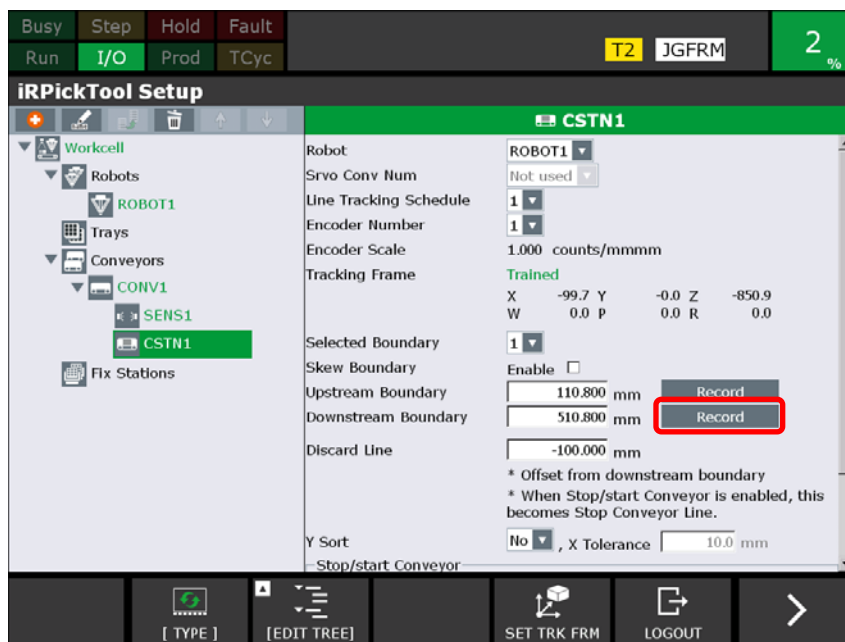 Busy Step Hold Fault
Run I/O Prod TCyc
T2 JGFRM 2 %
iRPickTool Setup
CSTN1
Workcell
Robots
ROBOT1
Trays
Conveyors
CONV1
SENS1
CSTN1
Fix Stations
Robot ROBOT1
Srvo Conv Num Not used
Line Tracking Schedule 1
Encoder Number 1
Encoder Scale 1.000 counts/mmmm
Tracking Frame Trained
X -99.7 Y -0.0 Z -850.9
W 0.0 P 0.0 R 0.0
Selected Boundary 1
Skew Boundary Enable
Upstream Boundary 110.800 mm Record
Downstream Boundary 510.800 mm Record
Discard Line -100.000 mm
* Offset from downstream boundary
* When Stop/start Conveyor is enabled, this
becomes Stop Conveyor Line.
Y Sort No , X Tolerance 10.0 mm
Stop/start Conveyor
[ TYPE ] [EDIT TREE] SET TRK FRM LOGOUT >